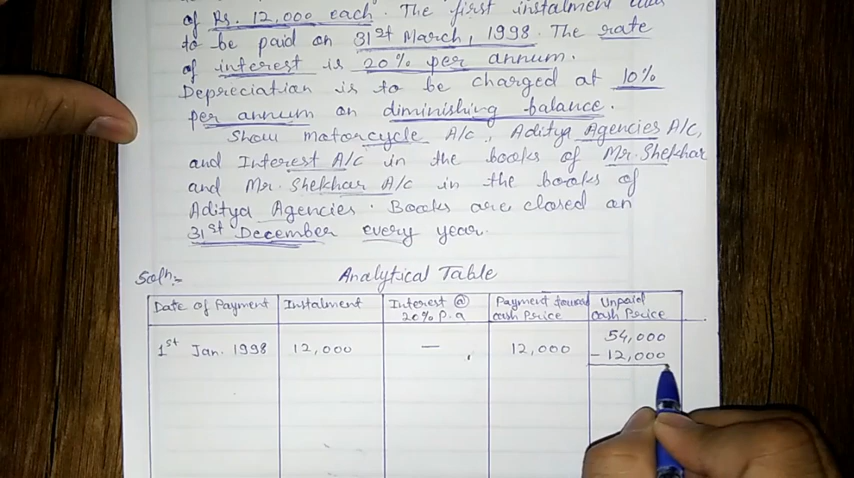 of Rs. 12,000 each. The first instalment
to be paid on 31st March, 1998. The rate
of interest is 20% per annum.
Depreciation is to be charged at 10%
per annum on diminishing balance.
Show Motorcycle A/C, Aditya Agencies A/C,
and Interest A/C in the books of Mr. Shekhar
and Mr. Shekhar A/C in the books of
Aditya Agencies. Books are closed on
31st December every year.
Soln:-
Analytical Table
Date of Payment Instalment Interest @ 20% P.a Payment toward Cash Price Unpaid Cash Price
1st Jan. 1998 12,000 — 12,000 54,000
- 12,000